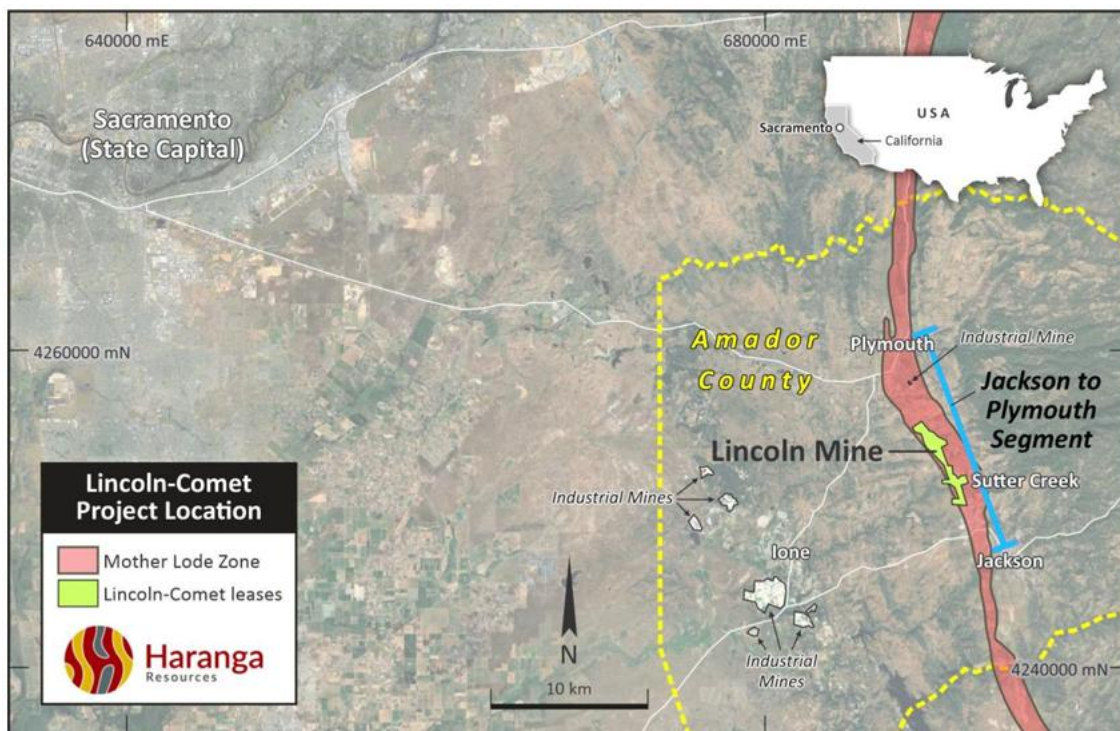 640000 mE
680000 mE
Sacramento
(State Capital)
USA
Sacramento
California
4260000 mN
Amador
County
Plymouth
Industrial Mine
Jackson to
Plymouth
Segment
Lincoln Mine
Sutter Creek
Industrial Mines
Ione
Jackson
Industrial
Mines
4240000 mN
Lincoln-Comet
Project Location
Mother Lode Zone
Lincoln-Comet leases
Haranga
Resources
N
10 km